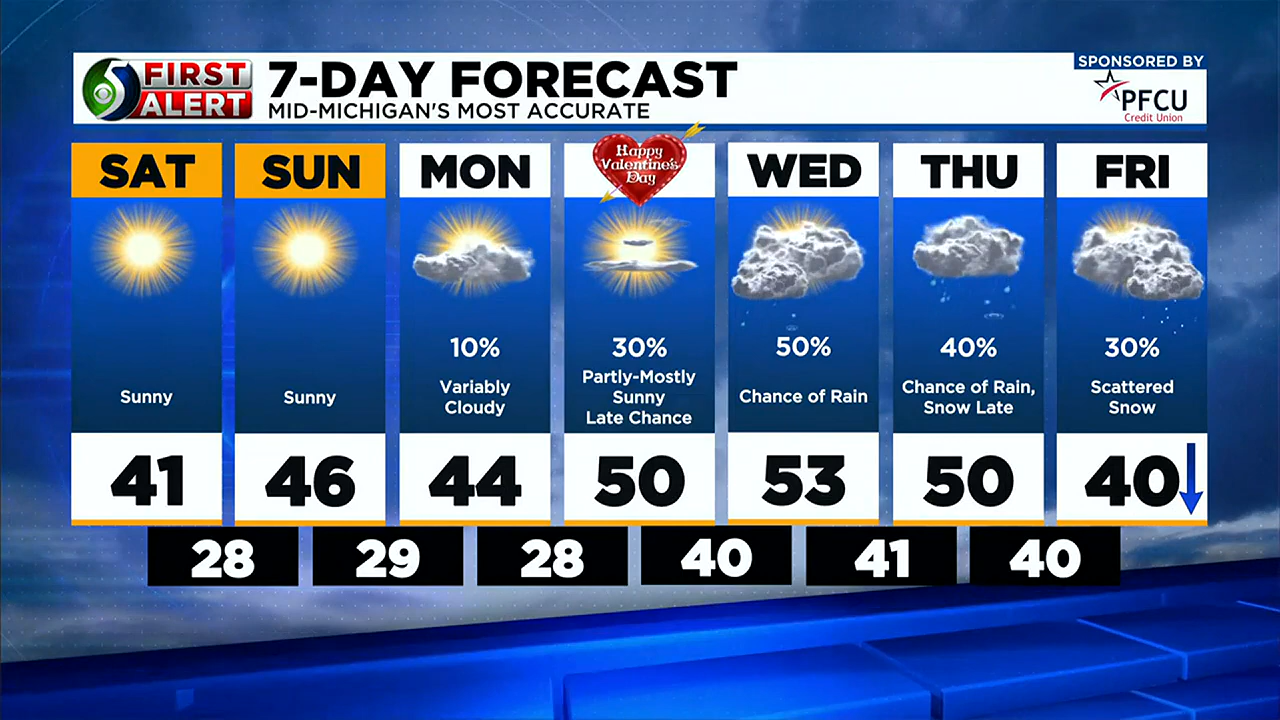 5 FIRST
ALERT
7-DAY FORECAST
MID-MICHIGAN'S MOST ACCURATE
SPONSORED BY
PFCU
Credit Union
SAT
SUN
MON
Happy
Valentine's
Day
WED
THU
FRI
10%
30%
50%
40%
30%
Sunny
Sunny
Variably
Cloudy
Partly-Mostly
Sunny
Late Chance
Chance of Rain
Chance of Rain,
Snow Late
Scattered
Snow
41
46
44
50
53
50
40
28
29
28
40
41
40